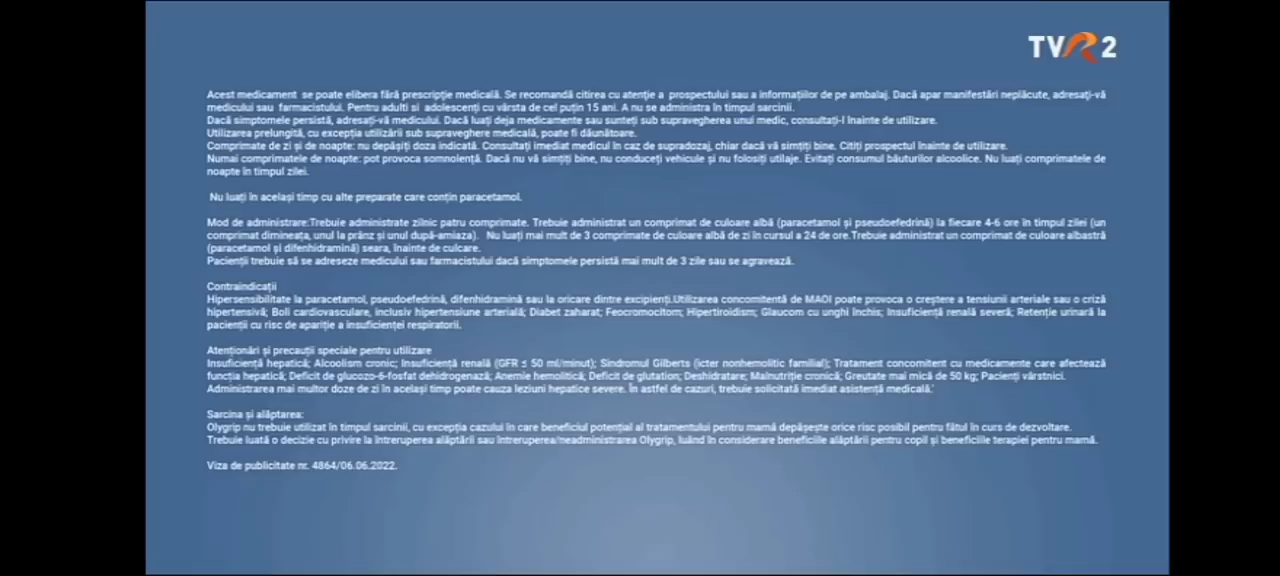 TVR 2
Acest medicament se poate elibera fără prescripție medicală. Se recomandă citirea cu atenție a prospectului sau a informațiilor de pe ambalaj. Dacă apar manifestări neplăcute, adresați-vă
medicului sau farmacistului. Pentru adulti si adolescenți cu vârsta de cel puțin 15 ani. A nu se administra în timpul sarcinii.
Dacă simptomele persistă, adresați-vă medicului. Dacă luați deja medicamente sau sunteți sub supravegherea unui medic, consultați-l înainte de utilizare.
Utilizarea prelungită, cu excepția utilizării sub supraveghere medicală, poate fi dăunătoare.
Comprimate de zi și de noapte: nu depășiți doza indicată. Consultați imediat medicul în caz de supradozaj, chiar dacă vă simțiți bine. Citiți prospectul înainte de utilizare.
Numai comprimatele de noapte: pot provoca somnolență. Dacă nu vă simțiți bine, nu conduceți vehicule și nu folosiți utilaje. Evitați consumul băuturilor alcoolice. Nu luați comprimatele de
noapte în timpul zilei.
Nu luați în același timp cu alte preparate care conțin paracetamol.
Mod de administrare:Trebuie administrate zilnic patru comprimate. Trebuie administrat un comprimat de culoare albă (paracetamol și pseudoefedrină) la fiecare 4-6 ore în timpul zilei (un
comprimat dimineața, unul la prânz și unul după-amiaza). Nu luați mai mult de 3 comprimate de culoare albă de zi în cursul a 24 de ore.Trebuie administrat un comprimat de culoare albastră
(paracetamol și difenhidramină) seara, înainte de culcare.
Pacienții trebuie să se adreseze medicului sau farmacistului dacă simptomele persistă mai mult de 3 zile sau se agravează.
Contraindicații
Hipersensibilitate la paracetamol, pseudoefedrină, difenhidramină sau la oricare dintre excipienți.Utilizarea concomitentă de MAOI poate provoca o creștere a tensiunii arteriale sau o criză
hipertensivă; Boli cardiovasculare, inclusiv hipertensiune arterială; Diabet zaharat; Feocromocitom; Hipertiroidism; Glaucom cu unghi închis; Insuficiență renală severă; Retenție urinară la
pacienții cu risc de apariție a insuficienței respiratorii.
Atenționări și precauții speciale pentru utilizare
Insuficiență hepatică; Alcoolism cronic; Insuficiență renală (GFR ≤ 50 ml/minut); Sindromul Gilberts (icter nonhemolitic familial); Tratament concomitent cu medicamente care afectează
funcția hepatică; Deficit de glucozo-6-fosfat dehidrogenază; Anemie hemolitică; Deficit de glutation; Deshidratare; Malnutriție cronică; Greutate mai mică de 50 kg; Pacienți vârstnici.
Administrarea mai multor doze de zi în același timp poate cauza leziuni hepatice severe. În astfel de cazuri, trebuie solicitată imediat asistență medicală.'
Sarcina și alăptarea:
Olygrip nu trebuie utilizat în timpul sarcinii, cu excepția cazului în care beneficiul potențial al tratamentului pentru mamă depășește orice risc posibil pentru fătul în curs de dezvoltare.
Trebuie luată o decizie cu privire la întreruperea alăptării sau întreruperea/neadministrarea Olygrip, luând în considerare beneficiile alăptării pentru copil și beneficiile terapiei pentru mamă.
Viza de publicitate nr. 4864/06.06.2022.